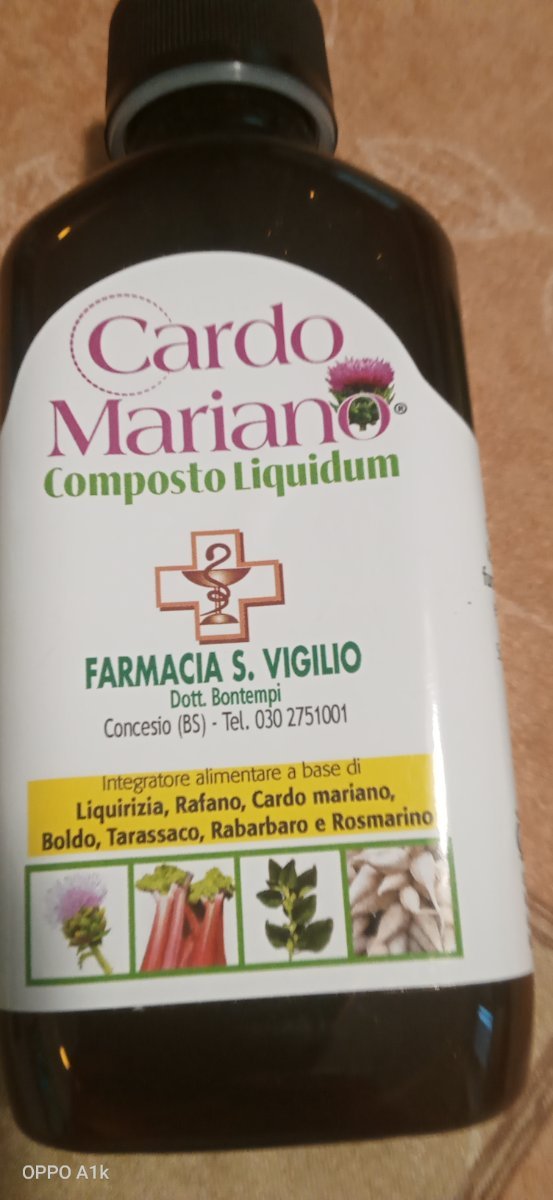 Cardo
Mariano®
Composto Liquidum
FARMACIA S. VIGILIO
Dott. Bontempi
Concesio (BS) - Tel. 030 2751001
Integratore alimentare a base di
Liquirizia, Rafano, Cardo mariano,
Boldo, Tarassaco, Rabarbaro e Rosmarino
OPPO A1k